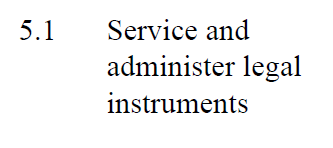 5.1 Service and
administer legal
instruments